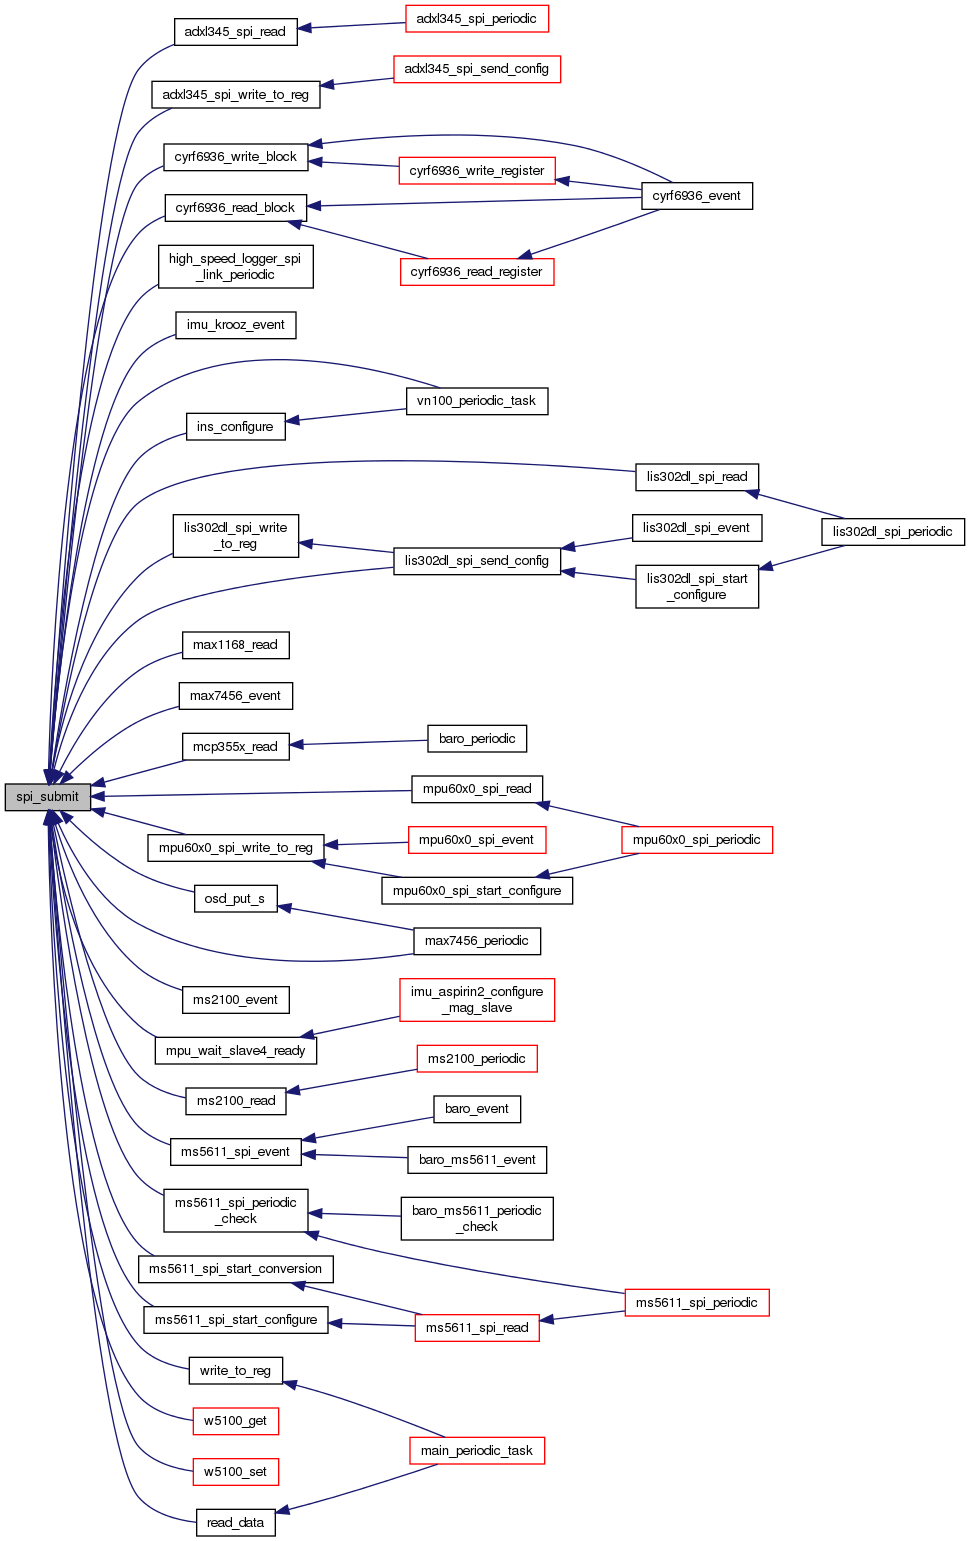 adxl345_spi_read
adxl345_spi_periodic
adxl345_spi_write_to_reg
adxl345_spi_send_config
cyrf6936_write_block
cyrf6936_write_register
cyrf6936_event
cyrf6936_read_block
cyrf6936_read_register
high_speed_logger_spi
_link_periodic
imu_krooz_event
vn100_periodic_task
ins_configure
lis302dl_spi_read
lis302dl_spi_write
_to_reg
lis302dl_spi_event
lis302dl_spi_periodic
lis302dl_spi_send_config
lis302dl_spi_start
_configure
max1168_read
max7456_event
mcp355x_read
baro_periodic
spi_submit
mpu60x0_spi_read
mpu60x0_spi_write_to_reg
mpu60x0_spi_event
mpu60x0_spi_periodic
mpu60x0_spi_start_configure
osd_put_s
max7456_periodic
ms2100_event
imu_aspirin2_configure
_mag_slave
mpu_wait_slave4_ready
ms2100_periodic
ms2100_read
baro_event
ms5611_spi_event
baro_ms5611_event
ms5611_spi_periodic
_check
baro_ms5611_periodic
_check
ms5611_spi_start_conversion
ms5611_spi_periodic
ms5611_spi_start_configure
ms5611_spi_read
write_to_reg
w5100_get
main_periodic_task
w5100_set
read_data